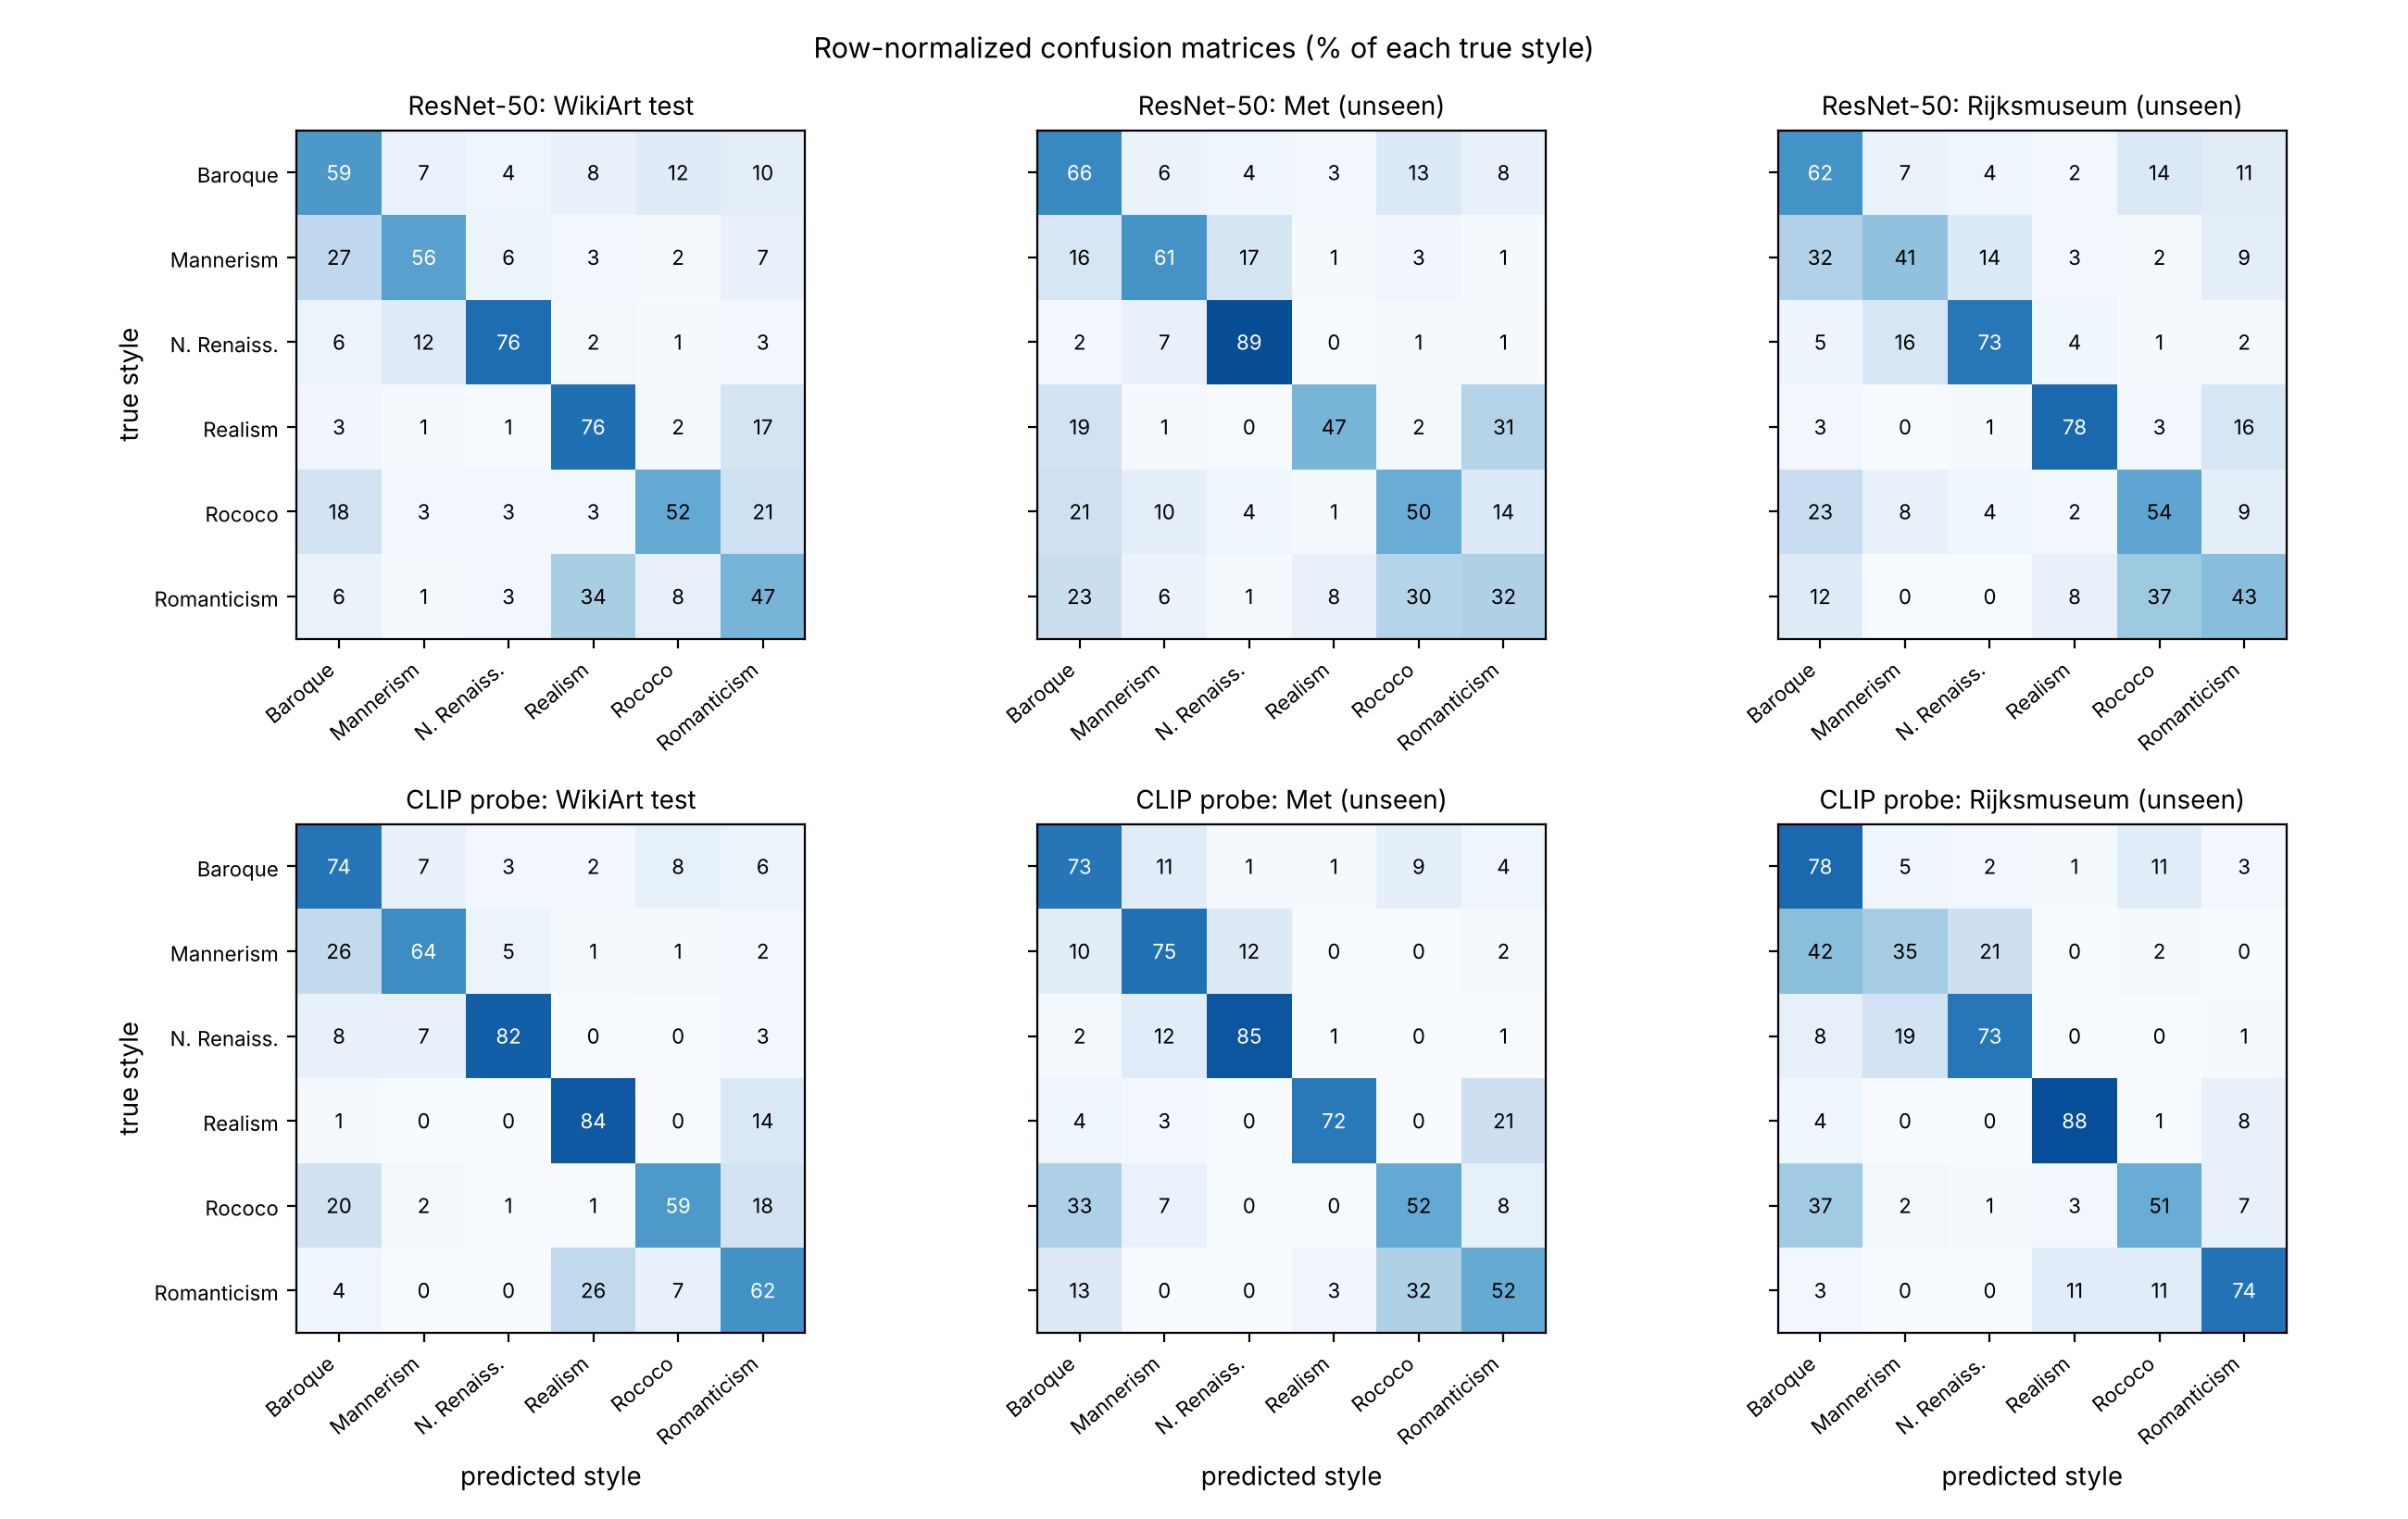 Row-normalized confusion matrices (% of each true style)
ResNet-50: WikiArt test
true style
Baroque 59 7 4 8 12 10
Mannerism 27 56 6 3 2 7
N. Renaiss. 6 12 76 2 1 3
Realism 3 1 1 76 2 17
Rococo 18 3 3 3 52 21
Romanticism 6 1 3 34 8 47
Baroque Mannerism N. Renaiss. Realism Rococo Romanticism
ResNet-50: Met (unseen)
66 6 4 3 13 8
16 61 17 1 3 1
2 7 89 0 1 1
19 1 0 47 2 31
21 10 4 1 50 14
23 6 1 8 30 32
Baroque Mannerism N. Renaiss. Realism Rococo Romanticism
ResNet-50: Rijksmuseum (unseen)
62 7 4 2 14 11
32 41 14 3 2 9
5 16 73 4 1 2
3 0 1 78 3 16
23 8 4 2 54 9
12 0 0 8 37 43
Baroque Mannerism N. Renaiss. Realism Rococo Romanticism
CLIP probe: WikiArt test
true style
Baroque 74 7 3 2 8 6
Mannerism 26 64 5 1 1 2
N. Renaiss. 8 7 82 0 0 3
Realism 1 0 0 84 0 14
Rococo 20 2 1 1 59 18
Romanticism 4 0 0 26 7 62
Baroque Mannerism N. Renaiss. Realism Rococo Romanticism
predicted style
CLIP probe: Met (unseen)
73 11 1 1 9 4
10 75 12 0 0 2
2 12 85 1 0 1
4 3 0 72 0 21
33 7 0 0 52 8
13 0 0 3 32 52
Baroque Mannerism N. Renaiss. Realism Rococo Romanticism
predicted style
CLIP probe: Rijksmuseum (unseen)
78 5 2 1 11 3
42 35 21 0 2 0
8 19 73 0 0 1
4 0 0 88 1 8
37 2 1 3 51 7
3 0 0 11 11 74
Baroque Mannerism N. Renaiss. Realism Rococo Romanticism
predicted style